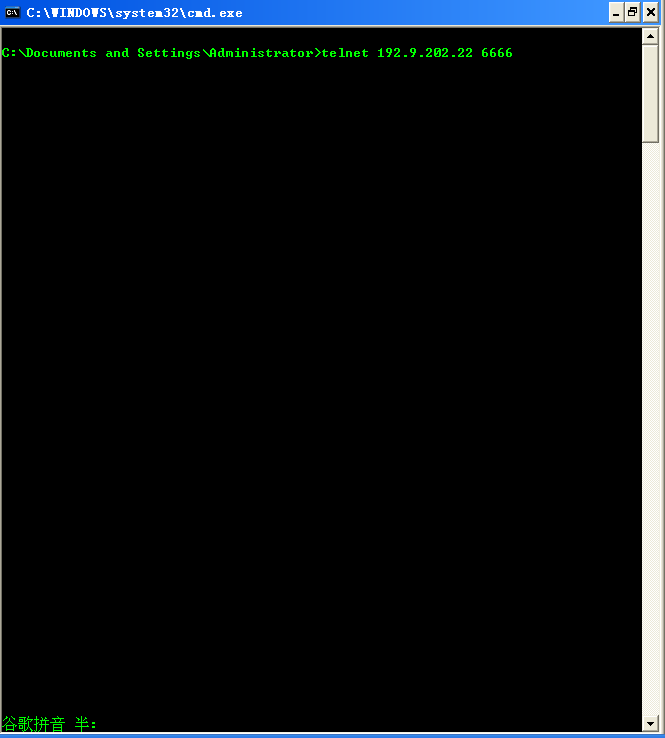 C:\WINDOWS\system32\cmd.exe
C:\Documents and Settings\Administrator>telnet 192.9.202.22 6666
谷歌拼音 半: